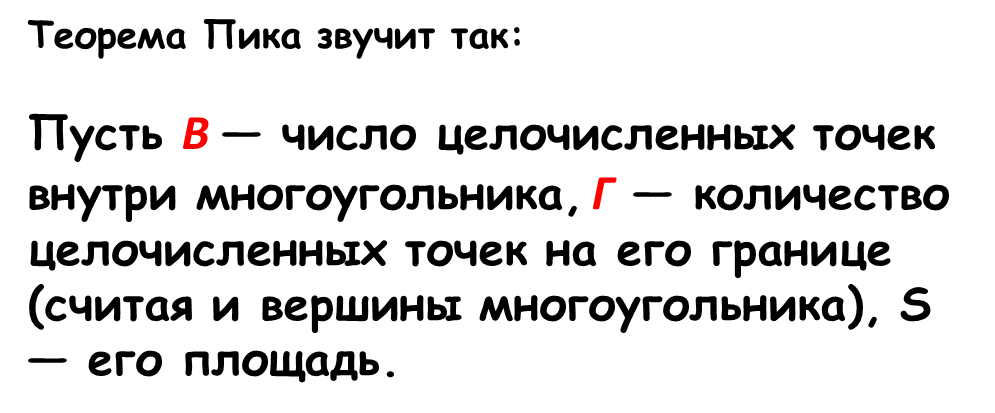 Теорема Пика звучит так:
Пусть В — число целочисленных точек
внутри многоугольника, Г — количество
целочисленных точек на его границе
(считая и вершины многоугольника), S
— его площадь.